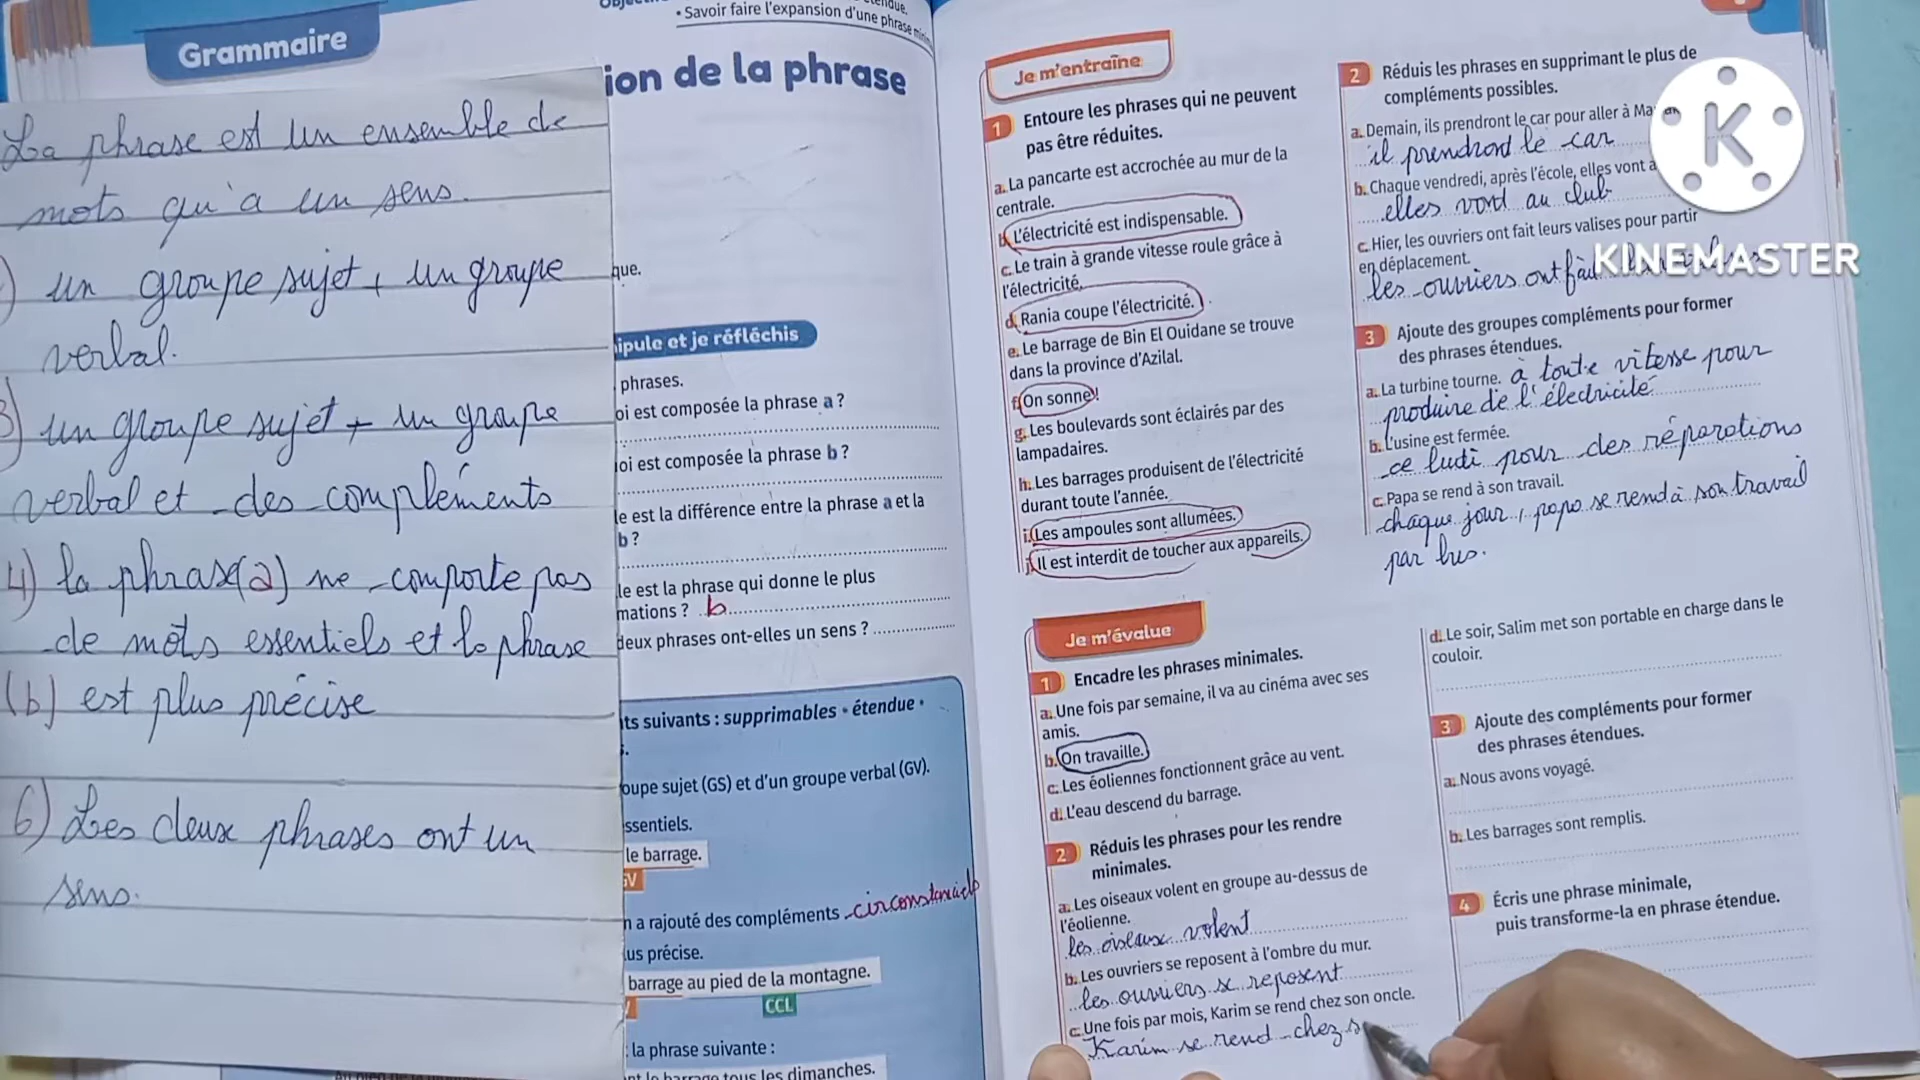 Grammaire
La phrase est un ensemble de
mots qu'a un sens.
un groupe sujet + un groupe
verbal.
3) un groupe sujet + un groupe
verbal et des compléments
4) la phrase (a) ne comporte pas
de mots essentiels et la phrase
(b) est plus précise
6) Les deux phrases ont un
sens.
• Savoir faire l'expansion d'une phrase
ion de la phrase
que.
ipule et je réfléchis
phrases.
oi est composée la phrase a ?
oi est composée la phrase b ?
le est la différence entre la phrase a et la
b ?
le est la phrase qui donne le plus
mations ? b
deux phrases ont-elles un sens ?
ts suivants : supprimables • étendue •
oupe sujet (GS) et d'un groupe verbal (GV).
ssentiels.
le barrage.
GV
n a rajouté des compléments circonstanciels
us précise.
barrage au pied de la montagne.
CCL
la phrase suivante :
nt le barrage tous les dimanches.
Je m'entraîne
1 Entoure les phrases qui ne peuvent
pas être réduites.
a. La pancarte est accrochée au mur de la
centrale.
b. L'électricité est indispensable.
c. Le train à grande vitesse roule grâce à
l'électricité.
d. Rania coupe l'électricité.
e. Le barrage de Bin El Ouidane se trouve
dans la province d'Azilal.
f. On sonne !
g. Les boulevards sont éclairés par des
lampadaires.
h. Les barrages produisent de l'électricité
durant toute l'année.
i. Les ampoules sont allumées.
j. Il est interdit de toucher aux appareils.
2 Réduis les phrases en supprimant le plus de
compléments possibles.
a. Demain, ils prendront le car pour aller à
il prendront le car
b. Chaque vendredi, après l'école, elles vont
elles vont au club
c. Hier, les ouvriers ont fait leurs valises pour partir
en déplacement.
les ouvriers ont fait
K
KINEMASTER
3 Ajoute des groupes compléments pour former
des phrases étendues.
a. La turbine tourne. à toute vitesse pour
produire de l'électricité
b. L'usine est fermée.
ce ludi pour des réparations
c. Papa se rend à son travail.
chaque jour, papa se rend à son travail
par bus.
Je m'évalue
1 Encadre les phrases minimales.
a. Une fois par semaine, il va au cinéma avec ses
amis.
b. On travaille.
c. Les éoliennes fonctionnent grâce au vent.
d. L'eau descend du barrage.
2 Réduis les phrases pour les rendre
minimales.
a. Les oiseaux volent en groupe au-dessus de
l'éolienne.
les oiseaux volent
b. Les ouvriers se reposent à l'ombre du mur.
les ouvriers se reposent
c. Une fois par mois, Karim se rend chez son oncle.
Karim se rend chez s
d. Le soir, Salim met son portable en charge dans le
couloir.
3 Ajoute des compléments pour former
des phrases étendues.
a. Nous avons voyagé.
b. Les barrages sont remplis.
4 Écris une phrase minimale,
puis transforme-la en phrase étendue.